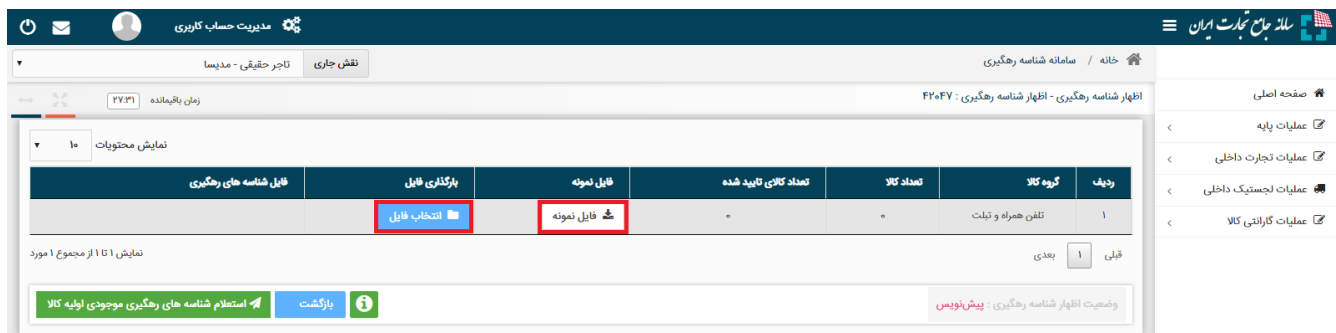 سامانه جامع تجارت ایران
مدیریت حساب کاربری
خانه / سامانه شناسه رهگیری
نقش جاری تاجر حقیقی - مدیسا
صفحه اصلی
عملیات پایه
عملیات تجارت داخلی
عملیات لجستیک داخلی
عملیات گارانتی کالا
اظهار شناسه رهگیری - اظهار شناسه رهگیری : ۴۲۰۴۷
زمان باقیمانده ۲۷:۳۱
نمایش محتویات ۱۰
ردیف گروه کالا تعداد کالا تعداد کالای تایید شده فایل نمونه بارگذاری فایل فایل شناسه های رهگیری
۱ تلفن همراه و تبلت ۰ ۰ فایل نمونه انتخاب فایل
قبلی ۱ بعدی
نمایش ۱ تا ۱ از مجموع ۱ مورد
وضعیت اظهار شناسه رهگیری : پیش‌نویس
بازگشت استعلام شناسه های رهگیری موجودی اولیه کالا